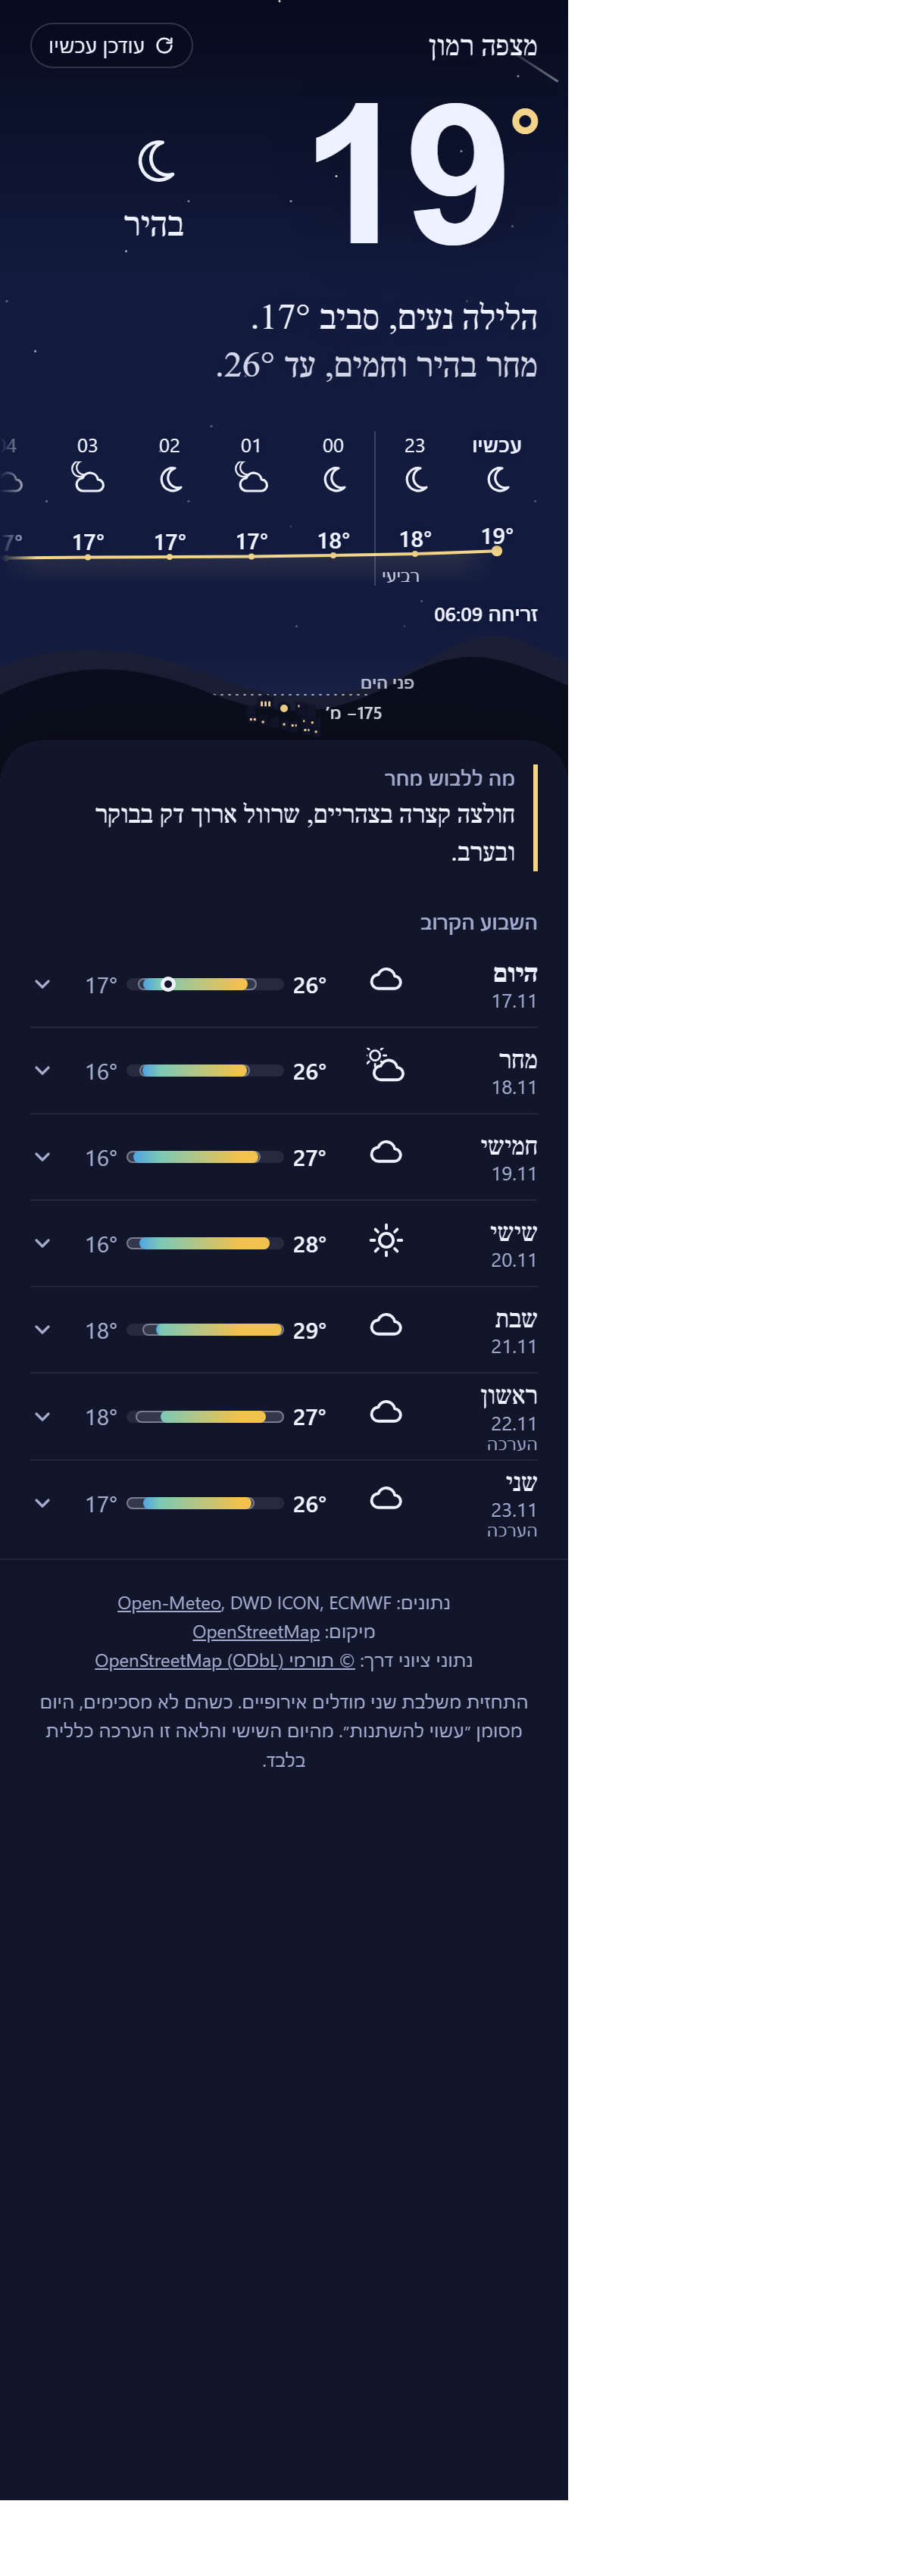 מצפה רמון
עודכן עכשיו
19°
בהיר
הלילה נעים, סביב 17°.
מחר בהיר וחמים, עד 26°.
עכשיו 23 00 01 02 03
19° 18° 18° 17° 17° 17°
רביעי
זריחה 06:09
פני הים
−175 מ׳
מה ללבוש מחר
חולצה קצרה בצהריים, שרוול ארוך דק בבוקר
ובערב.
השבוע הקרוב
היום 26° 17°
17.11
מחר 26° 16°
18.11
חמישי 27° 16°
19.11
שישי 28° 16°
20.11
שבת 29° 18°
21.11
ראשון 27° 18°
22.11
הערכה
שני 26° 17°
23.11
הערכה
נתונים: Open-Meteo, DWD ICON, ECMWF
מיקום: OpenStreetMap
נתוני ציוני דרך: © תורמי OpenStreetMap (ODbL)
התחזית משלבת שני מודלים אירופיים. כשהם לא מסכימים, היום
מסומן ״עשוי להשתנות״. מהיום השישי והלאה זו הערכה כללית
בלבד.